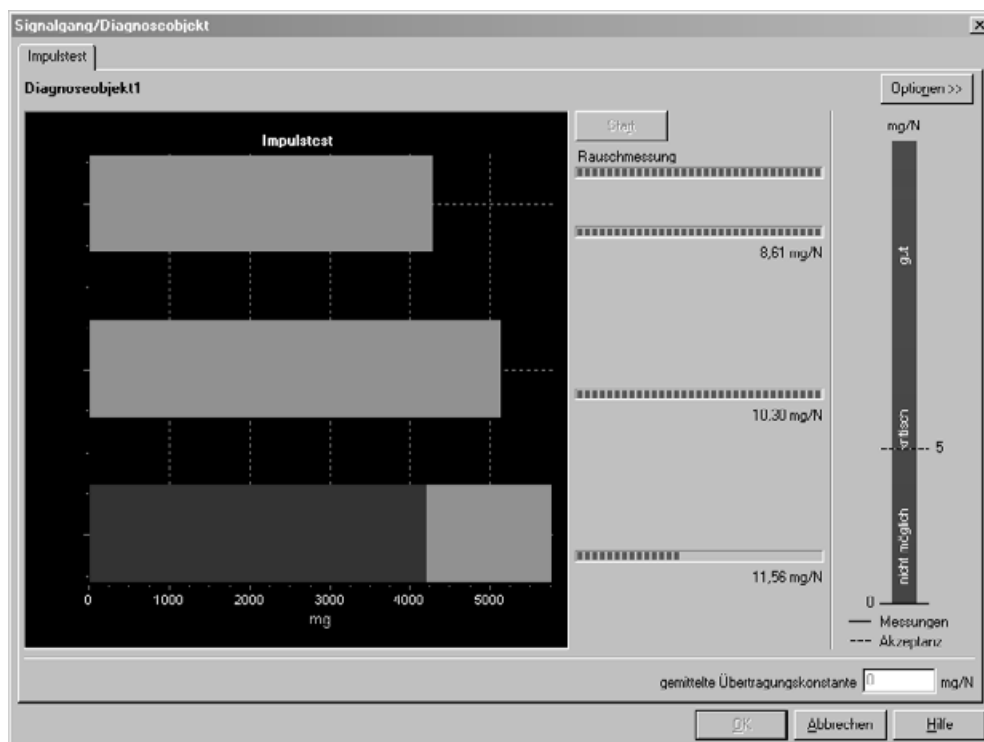 Signalgang/Diagnoseobjekt
Impulstest
Diagnoseobjekt1
Optionen >>
Impulstest
Start
Rauschmessung
8,61 mg/N
10,30 mg/N
11,56 mg/N
mg/N
gut
kritisch
5
nicht möglich
0
Messungen
Akzeptanz
0 1000 2000 3000 4000 5000
mg
gemittelte Übertragungskonstante 0 mg/N
OK Abbrechen Hilfe